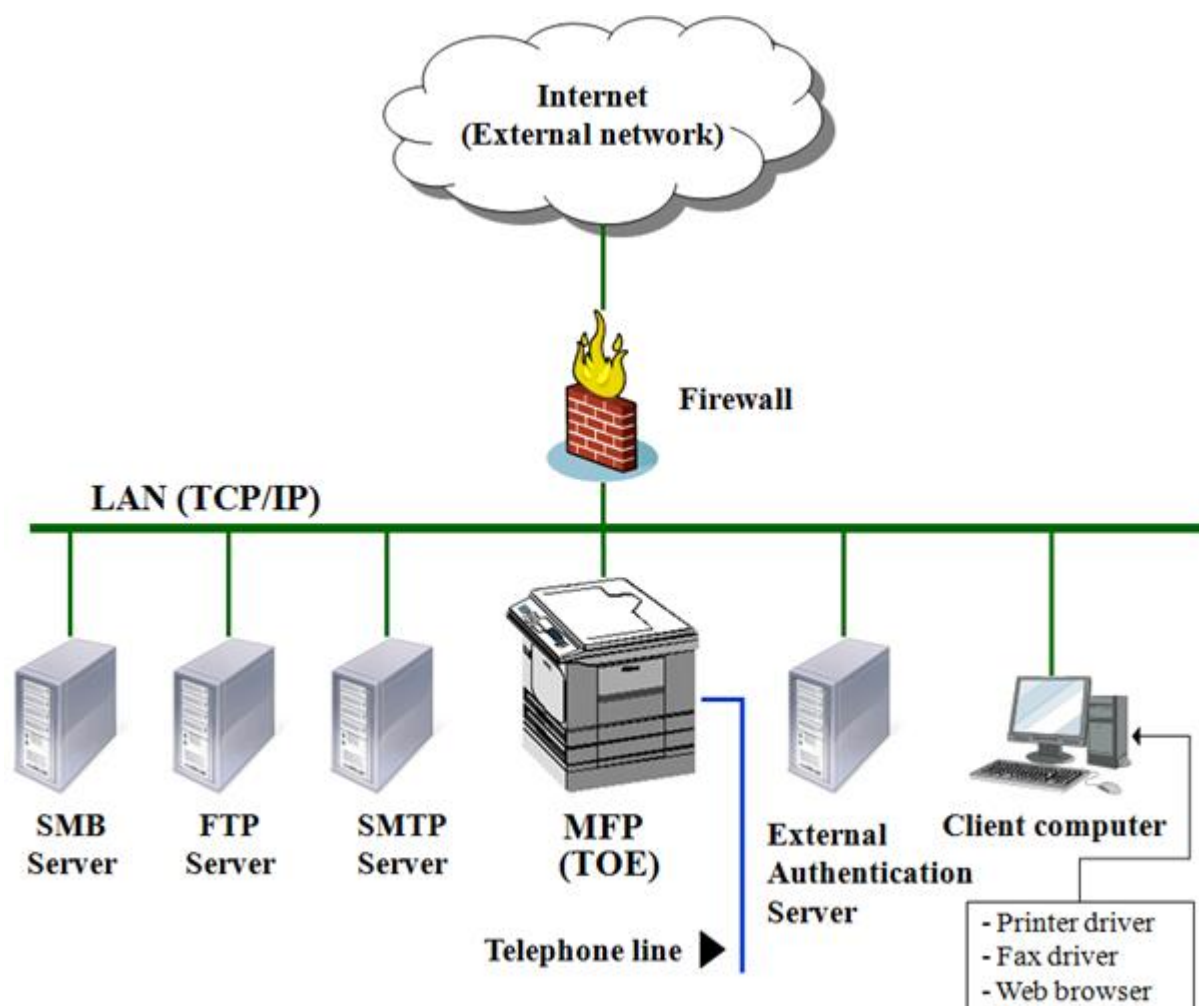 Internet
(External network)
Firewall
LAN (TCP/IP)
SMB
Server
FTP
Server
SMTP
Server
MFP
(TOE)
External
Authentication
Server
Client computer
Telephone line
- Printer driver
- Fax driver
- Web browser